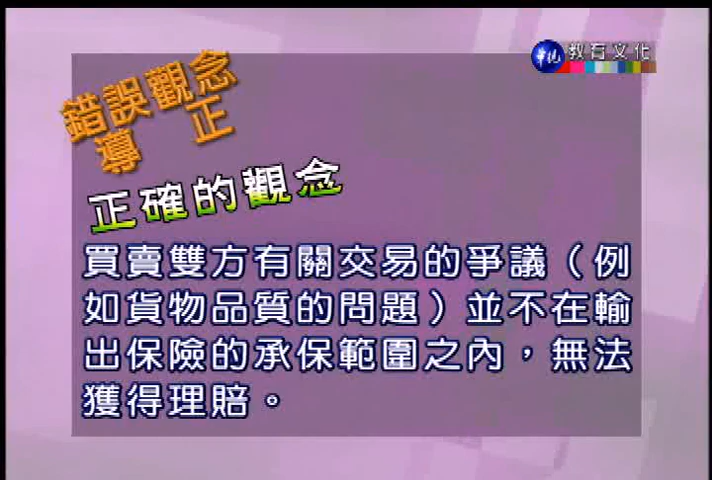 華視 教育文化
錯誤觀念
導正
正確的觀念
買賣雙方有關交易的爭議（例
如貨物品質的問題）並不在輸
出保險的承保範圍之內，無法
獲得理賠。